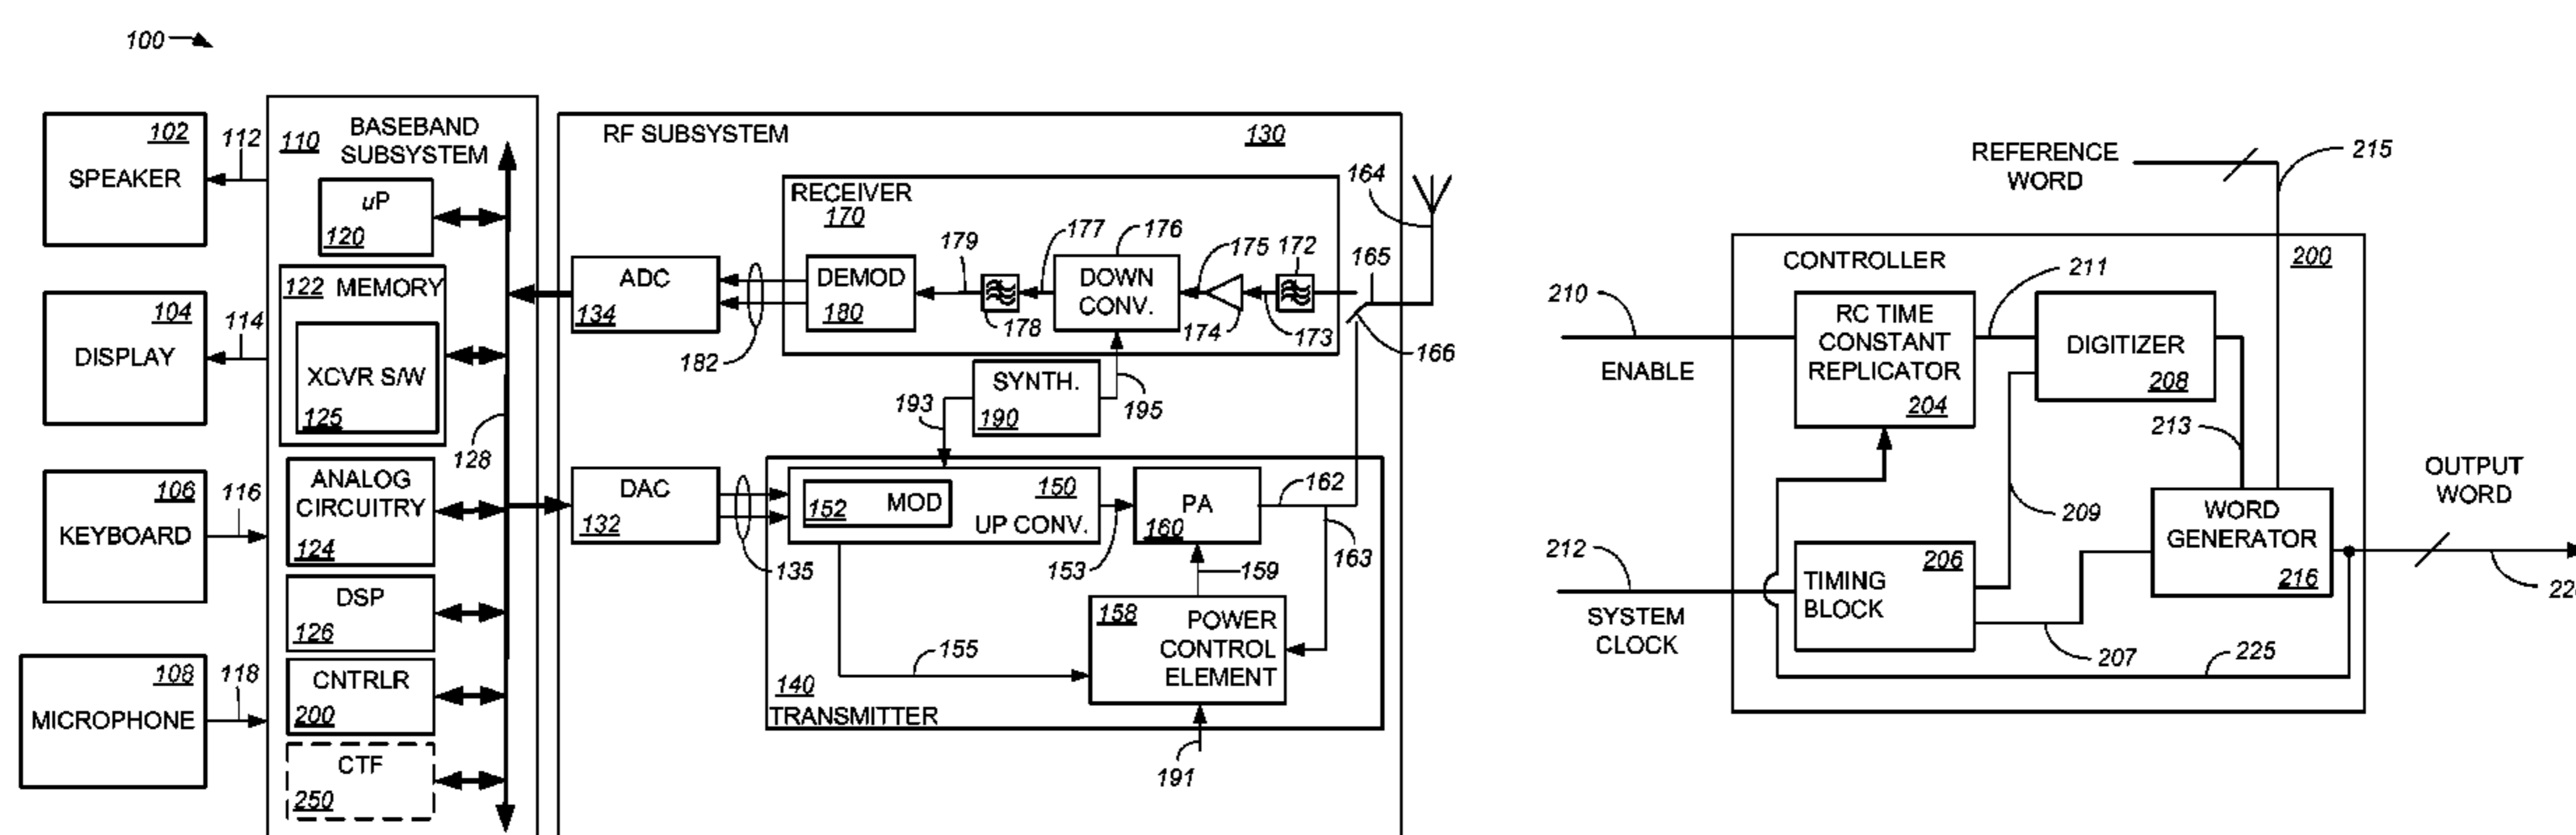 100
102
SPEAKER
112
104
DISPLAY
114
106
KEYBOARD
116
108
MICROPHONE
118
110
BASEBAND
SUBSYSTEM
uP
120
122 MEMORY
XCVR S/W
125
ANALOG
CIRCUITRY
124
DSP
126
CNTRLR
200
CTF
250
128
RF SUBSYSTEM
130
ADC
134
182
RECEIVER
170
DEMOD
180
179
178
177
176
DOWN
CONV.
175
174
172
173
164
165
166
SYNTH.
190
193
195
DAC
132
135
152
MOD
150
UP CONV.
153
PA
160
162
163
159
158
POWER
CONTROL
ELEMENT
155
140
TRANSMITTER
191
REFERENCE
WORD
215
CONTROLLER
200
210
ENABLE
RC TIME
CONSTANT
REPLICATOR
204
211
DIGITIZER
208
213
209
212
SYSTEM
CLOCK
TIMING
BLOCK
206
207
WORD
GENERATOR
216
225
OUTPUT
WORD